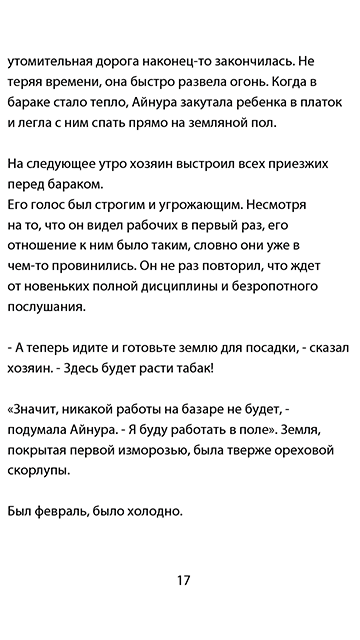 утомительная дорога наконец-то закончилась. Не
теряя времени, она быстро развела огонь. Когда в
бараке стало тепло, Айнура закутала ребенка в платок
и легла с ним спать прямо на земляной пол.
На следующее утро хозяин выстроил всех приезжих
перед бараком.
Его голос был строгим и угрожающим. Несмотря
на то, что он видел рабочих в первый раз, его
отношение к ним было таким, словно они уже в
чем-то провинились. Он не раз повторил, что ждет
от новеньких полной дисциплины и безропотного
послушания.
- А теперь идите и готовьте землю для посадки, - сказал
хозяин. - Здесь будет расти табак!
«Значит, никакой работы на базаре не будет, -
подумала Айнура. - Я буду работать в поле». Земля,
покрытая первой изморозью, была тверже ореховой
скорлупы.
Был февраль, было холодно.
17